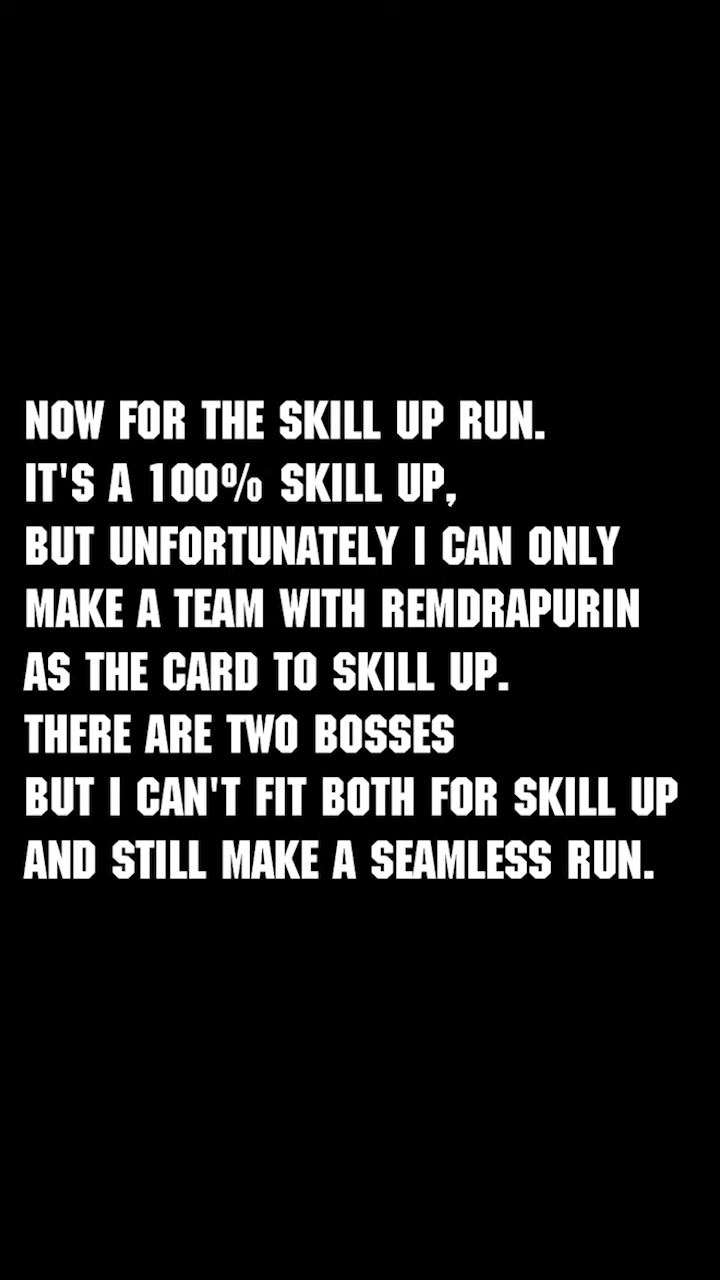 NOW FOR THE SKILL UP RUN.
IT'S A 100% SKILL UP,
BUT UNFORTUNATELY I CAN ONLY
MAKE A TEAM WITH REMDRAPURIN
AS THE CARD TO SKILL UP.
THERE ARE TWO BOSSES
BUT I CAN'T FIT BOTH FOR SKILL UP
AND STILL MAKE A SEAMLESS RUN.